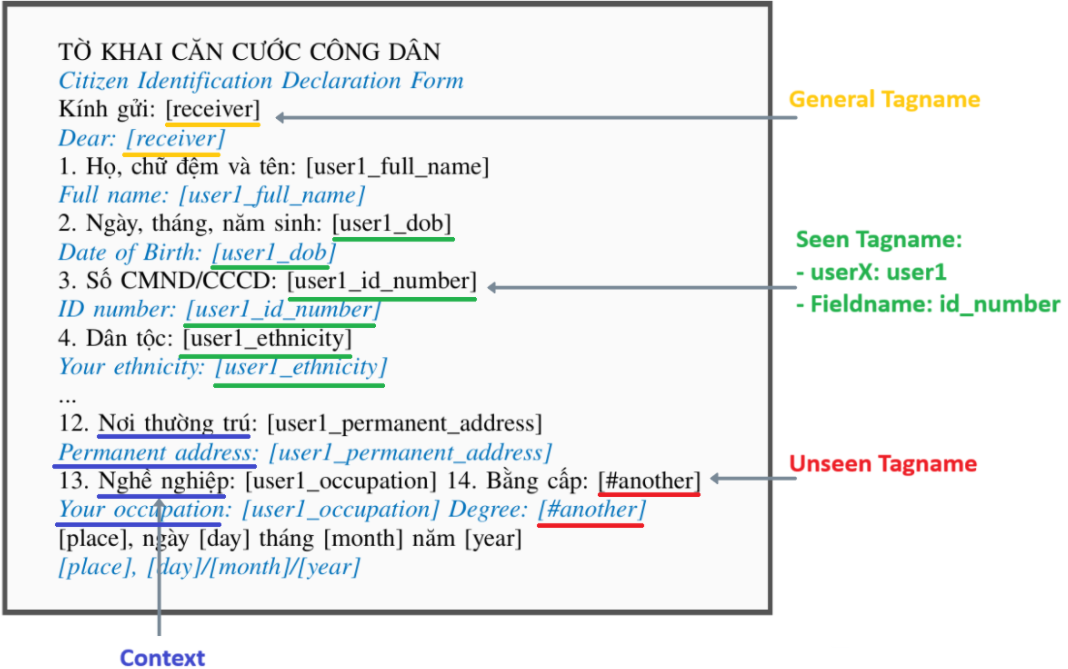 TỜ KHAI CĂN CƯỚC CÔNG DÂN
Citizen Identification Declaration Form
Kính gửi: [receiver]
Dear: [receiver]
1. Họ, chữ đệm và tên: [user1_full_name]
Full name: [user1_full_name]
2. Ngày, tháng, năm sinh: [user1_dob]
Date of Birth: [user1_dob]
3. Số CMND/CCCD: [user1_id_number]
ID number: [user1_id_number]
4. Dân tộc: [user1_ethnicity]
Your ethnicity: [user1_ethnicity]
...
12. Nơi thường trú: [user1_permanent_address]
Permanent address: [user1_permanent_address]
13. Nghề nghiệp: [user1_occupation] 14. Bằng cấp: [#another]
Your occupation: [user1_occupation] Degree: [#another]
[place], ngày [day] tháng [month] năm [year]
[place], [day]/[month]/[year]
General Tagname
Seen Tagname:
- userX: user1
- Fieldname: id_number
Unseen Tagname
Context